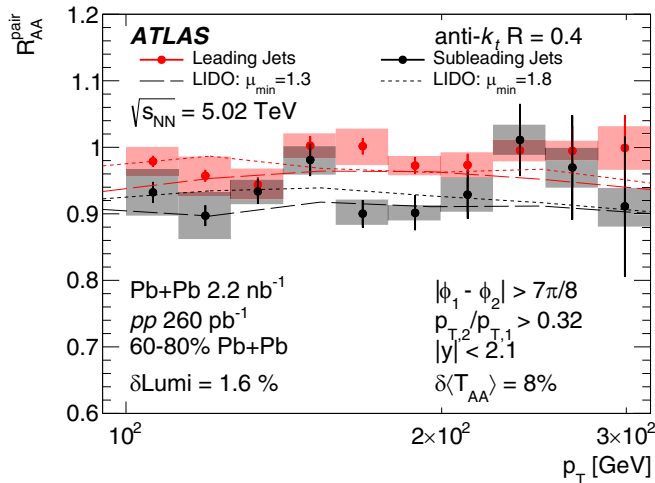 R_AA^pair
ATLAS
anti-k_t R = 0.4
Leading Jets
Subleading Jets
LIDO: μ_min=1.3
LIDO: μ_min=1.8
√s_NN = 5.02 TeV
Pb+Pb 2.2 nb⁻¹
|ϕ₁ - ϕ₂| > 7π/8
pp 260 pb⁻¹
p_T,2/p_T,1 > 0.32
60-80% Pb+Pb
|y| < 2.1
δLumi = 1.6 %
δ⟨T_AA⟩ = 8%
1.2
1.1
1
0.9
0.8
0.7
0.6
10²
2×10²
3×10²
p_T [GeV]